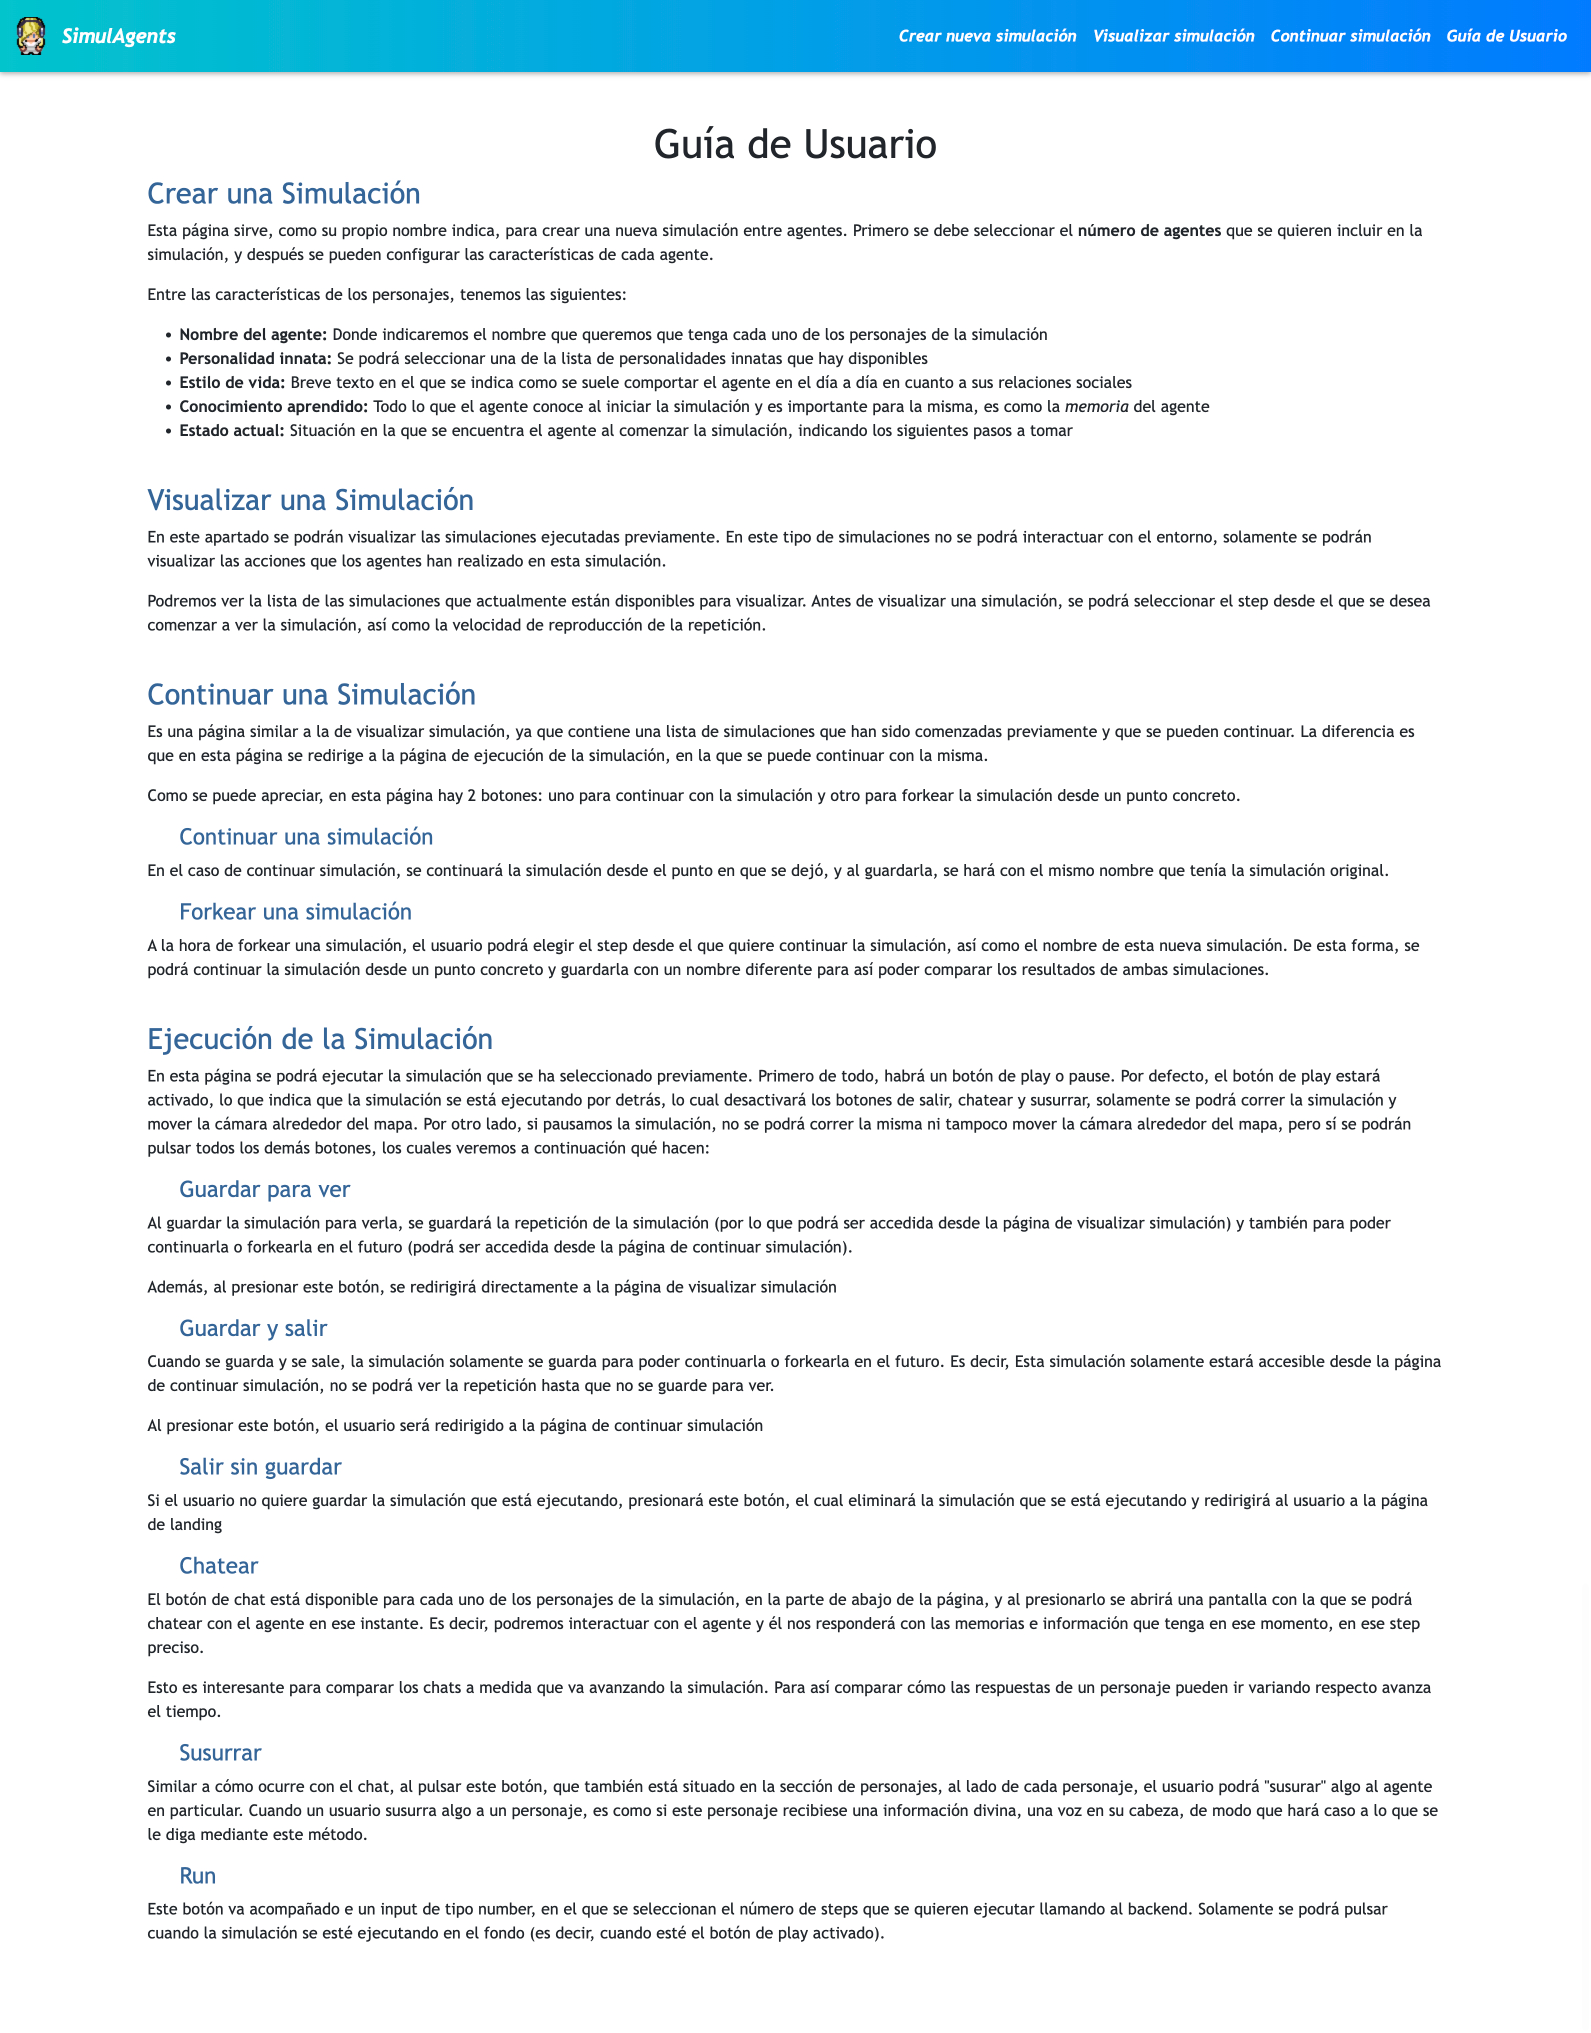 SimulAgents
Crear nueva simulación Visualizar simulación Continuar simulación Guía de Usuario
Guía de Usuario
Crear una Simulación
Esta página sirve, como su propio nombre indica, para crear una nueva simulación entre agentes. Primero se debe seleccionar el número de agentes que se quieren incluir en la
simulación, y después se pueden configurar las características de cada agente.
Entre las características de los personajes, tenemos las siguientes:
• Nombre del agente: Donde indicaremos el nombre que queremos que tenga cada uno de los personajes de la simulación
• Personalidad innata: Se podrá seleccionar una de la lista de personalidades innatas que hay disponibles
• Estilo de vida: Breve texto en el que se indica como se suele comportar el agente en el día a día en cuanto a sus relaciones sociales
• Conocimiento aprendido: Todo lo que el agente conoce al iniciar la simulación y es importante para la misma, es como la memoria del agente
• Estado actual: Situación en la que se encuentra el agente al comenzar la simulación, indicando los siguientes pasos a tomar
Visualizar una Simulación
En este apartado se podrán visualizar las simulaciones ejecutadas previamente. En este tipo de simulaciones no se podrá interactuar con el entorno, solamente se podrán
visualizar las acciones que los agentes han realizado en esta simulación.
Podremos ver la lista de las simulaciones que actualmente están disponibles para visualizar. Antes de visualizar una simulación, se podrá seleccionar el step desde el que se desea
comenzar a ver la simulación, así como la velocidad de reproducción de la repetición.
Continuar una Simulación
Es una página similar a la de visualizar simulación, ya que contiene una lista de simulaciones que han sido comenzadas previamente y que se pueden continuar. La diferencia es
que en esta página se redirige a la página de ejecución de la simulación, en la que se puede continuar con la misma.
Como se puede apreciar, en esta página hay 2 botones: uno para continuar con la simulación y otro para forkear la simulación desde un punto concreto.
Continuar una simulación
En el caso de continuar simulación, se continuará la simulación desde el punto en que se dejó, y al guardarla, se hará con el mismo nombre que tenía la simulación original.
Forkear una simulación
A la hora de forkear una simulación, el usuario podrá elegir el step desde el que quiere continuar la simulación, así como el nombre de esta nueva simulación. De esta forma, se
podrá continuar la simulación desde un punto concreto y guardarla con un nombre diferente para así poder comparar los resultados de ambas simulaciones.
Ejecución de la Simulación
En esta página se podrá ejecutar la simulación que se ha seleccionado previamente. Primero de todo, habrá un botón de play o pause. Por defecto, el botón de play estará
activado, lo que indica que la simulación se está ejecutando por detrás, lo cual desactivará los botones de salir, chatear y susurrar, solamente se podrá correr la simulación y
mover la cámara alrededor del mapa. Por otro lado, si pausamos la simulación, no se podrá correr la misma ni tampoco mover la cámara alrededor del mapa, pero sí se podrán
pulsar todos los demás botones, los cuales veremos a continuación qué hacen:
Guardar para ver
Al guardar la simulación para verla, se guardará la repetición de la simulación (por lo que podrá ser accedida desde la página de visualizar simulación) y también para poder
continuarla o forkearla en el futuro (podrá ser accedida desde la página de continuar simulación).
Además, al presionar este botón, se redirigirá directamente a la página de visualizar simulación
Guardar y salir
Cuando se guarda y se sale, la simulación solamente se guarda para poder continuarla o forkearla en el futuro. Es decir, Esta simulación solamente estará accesible desde la página
de continuar simulación, no se podrá ver la repetición hasta que no se guarde para ver.
Al presionar este botón, el usuario será redirigido a la página de continuar simulación
Salir sin guardar
Si el usuario no quiere guardar la simulación que está ejecutando, presionará este botón, el cual eliminará la simulación que se está ejecutando y redirigirá al usuario a la página
de landing
Chatear
El botón de chat está disponible para cada uno de los personajes de la simulación, en la parte de abajo de la página, y al presionarlo se abrirá una pantalla con la que se podrá
chatear con el agente en ese instante. Es decir, podremos interactuar con el agente y él nos responderá con las memorias e información que tenga en ese momento, en ese step
preciso.
Esto es interesante para comparar los chats a medida que va avanzando la simulación. Para así comparar cómo las respuestas de un personaje pueden ir variando respecto avanza
el tiempo.
Susurrar
Similar a cómo ocurre con el chat, al pulsar este botón, que también está situado en la sección de personajes, al lado de cada personaje, el usuario podrá "susurar" algo al agente
en particular. Cuando un usuario susurra algo a un personaje, es como si este personaje recibiese una información divina, una voz en su cabeza, de modo que hará caso a lo que se
le diga mediante este método.
Run
Este botón va acompañado e un input de tipo number, en el que se seleccionan el número de steps que se quieren ejecutar llamando al backend. Solamente se podrá pulsar
cuando la simulación se esté ejecutando en el fondo (es decir, cuando esté el botón de play activado).